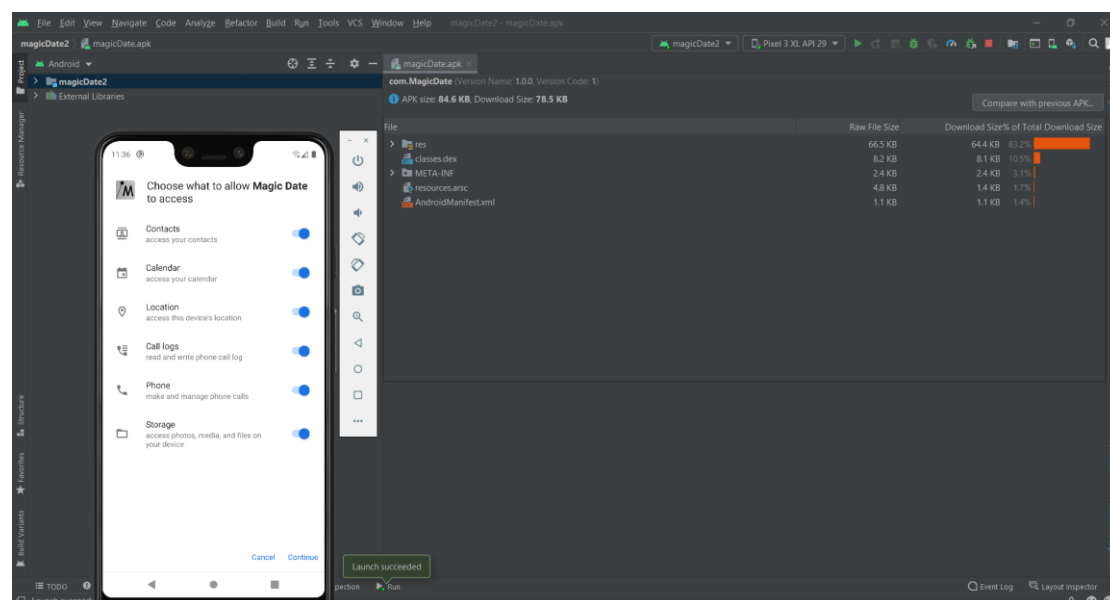 File Edit View Navigate Code Analyze Refactor Build Run Tools VCS Window Help magicDate2 - magicDate.apk
magicDate2 magicDate.apk
magicDate2 Pixel 3 XL API 29
Project
Android
magicDate.apk
magicDate2
External Libraries
com.MagicDate (Version Name: 1.0.0, Version Code: 1)
APK size: 84.6 KB, Download Size: 78.5 KB
Compare with previous APK...
File Raw File Size Download Size % of Total Download Size
res 66.5 KB 64.4 KB 83.2%
classes.dex 8.2 KB 8.1 KB 10.5%
META-INF 2.4 KB 2.4 KB 3.1%
resources.arsc 4.8 KB 1.4 KB 1.7%
AndroidManifest.xml 1.1 KB 1.1 KB 1.4%
Resource Manager
Structure
Favorites
Build Variants
11:36
Choose what to allow Magic Date
to access
Contacts
access your contacts
Calendar
access your calendar
Location
access this device's location
Call logs
read and write phone call log
Phone
make and manage phone calls
Storage
access photos, media, and files on
your device
Cancel Continue
Launch succeeded
TODO
pection Run
Event Log Layout Inspector